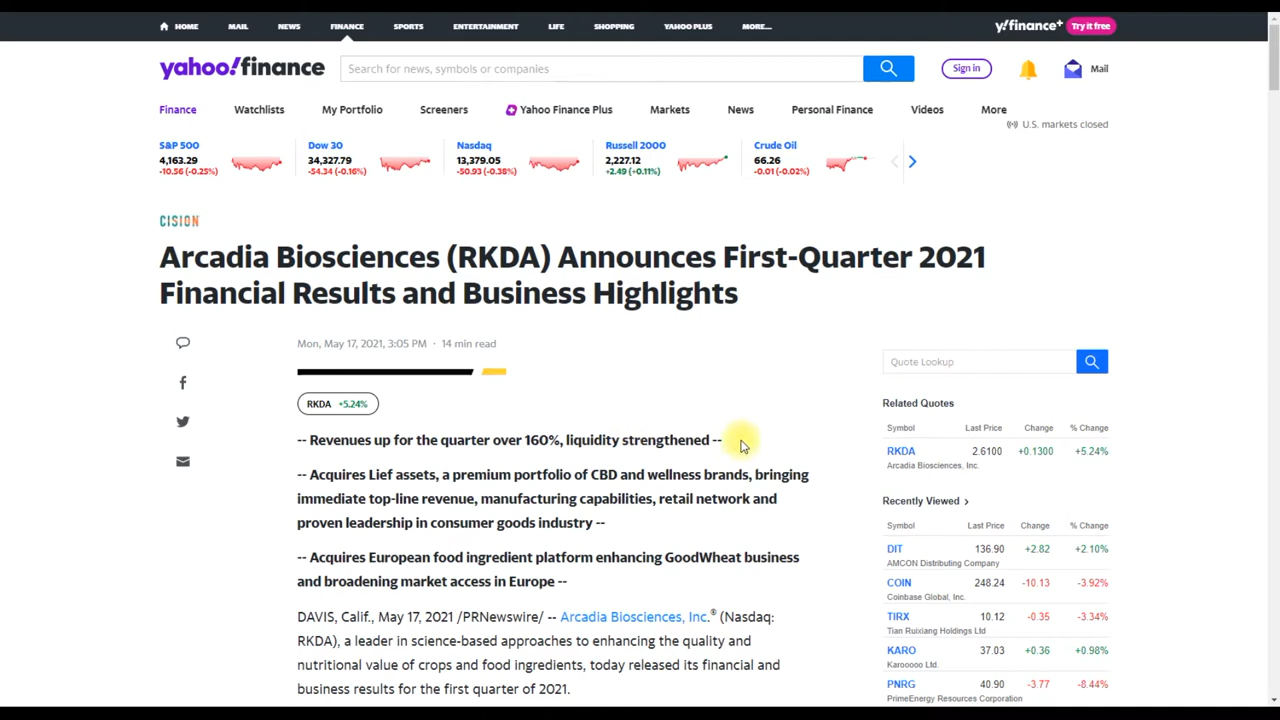 HOME MAIL NEWS FINANCE SPORTS ENTERTAINMENT LIFE SHOPPING YAHOO PLUS MORE... y!finance+ Try it free
yahoo!finance Search for news, symbols or companies Sign in Mail
Finance Watchlists My Portfolio Screeners Yahoo Finance Plus Markets News Personal Finance Videos More
U.S. markets closed
S&P 500 Dow 30 Nasdaq Russell 2000 Crude Oil
4,163.29 34,327.79 13,379.05 2,227.12 66.26
-10.56 (-0.25%) -54.34 (-0.16%) -50.93 (-0.38%) +2.49 (+0.11%) -0.01 (-0.02%)
CISION
Arcadia Biosciences (RKDA) Announces First-Quarter 2021
Financial Results and Business Highlights
Mon, May 17, 2021, 3:05 PM · 14 min read
RKDA +5.24%
-- Revenues up for the quarter over 160%, liquidity strengthened --
-- Acquires Lief assets, a premium portfolio of CBD and wellness brands, bringing
immediate top-line revenue, manufacturing capabilities, retail network and
proven leadership in consumer goods industry --
-- Acquires European food ingredient platform enhancing GoodWheat business
and broadening market access in Europe --
DAVIS, Calif., May 17, 2021 /PRNewswire/ -- Arcadia Biosciences, Inc.® (Nasdaq:
RKDA), a leader in science-based approaches to enhancing the quality and
nutritional value of crops and food ingredients, today released its financial and
business results for the first quarter of 2021.
Quote Lookup
Related Quotes
Symbol Last Price Change % Change
RKDA 2.6100 +0.1300 +5.24%
Arcadia Biosciences, Inc.
Recently Viewed >
Symbol Last Price Change % Change
DIT 136.90 +2.82 +2.10%
AMCON Distributing Company
COIN 248.24 -10.13 -3.92%
Coinbase Global, Inc.
TIRX 10.12 -0.35 -3.34%
Tian Ruixiang Holdings Ltd
KARO 37.03 +0.36 +0.98%
Karooooo Ltd.
PNRG 40.90 -3.77 -8.44%
PrimeEnergy Resources Corporation